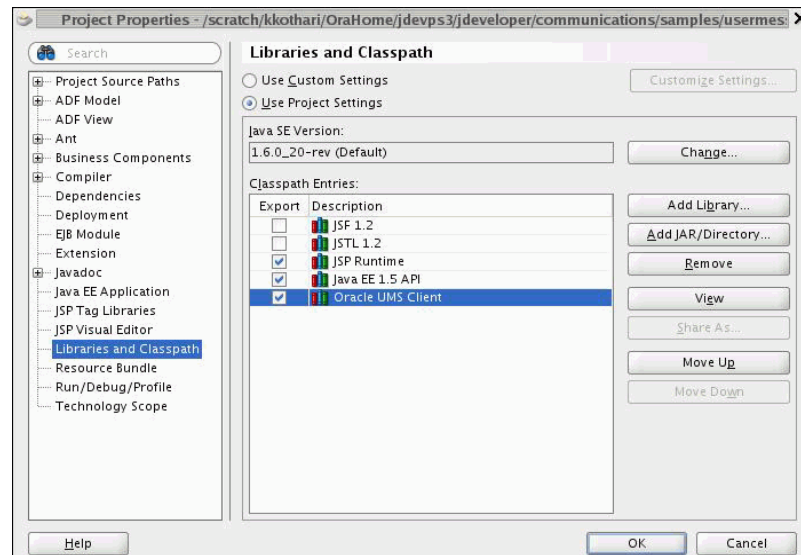 Project Properties - /scratch/kkothari/OraHome/jdevps3/jdeveloper/communications/samples/usermes
Search
Project Source Paths
ADF Model
ADF View
Ant
Business Components
Compiler
Dependencies
Deployment
EJB Module
Extension
Javadoc
Java EE Application
JSP Tag Libraries
JSP Visual Editor
Libraries and Classpath
Resource Bundle
Run/Debug/Profile
Technology Scope
Libraries and Classpath
Use Custom Settings
Customize Settings...
Use Project Settings
Java SE Version:
1.6.0_20-rev (Default)
Change...
Classpath Entries:
Export Description
JSF 1.2
JSTL 1.2
JSP Runtime
Java EE 1.5 API
Oracle UMS Client
Add Library...
Add JAR/Directory...
Remove
View
Share As...
Move Up
Move Down
Help
OK
Cancel